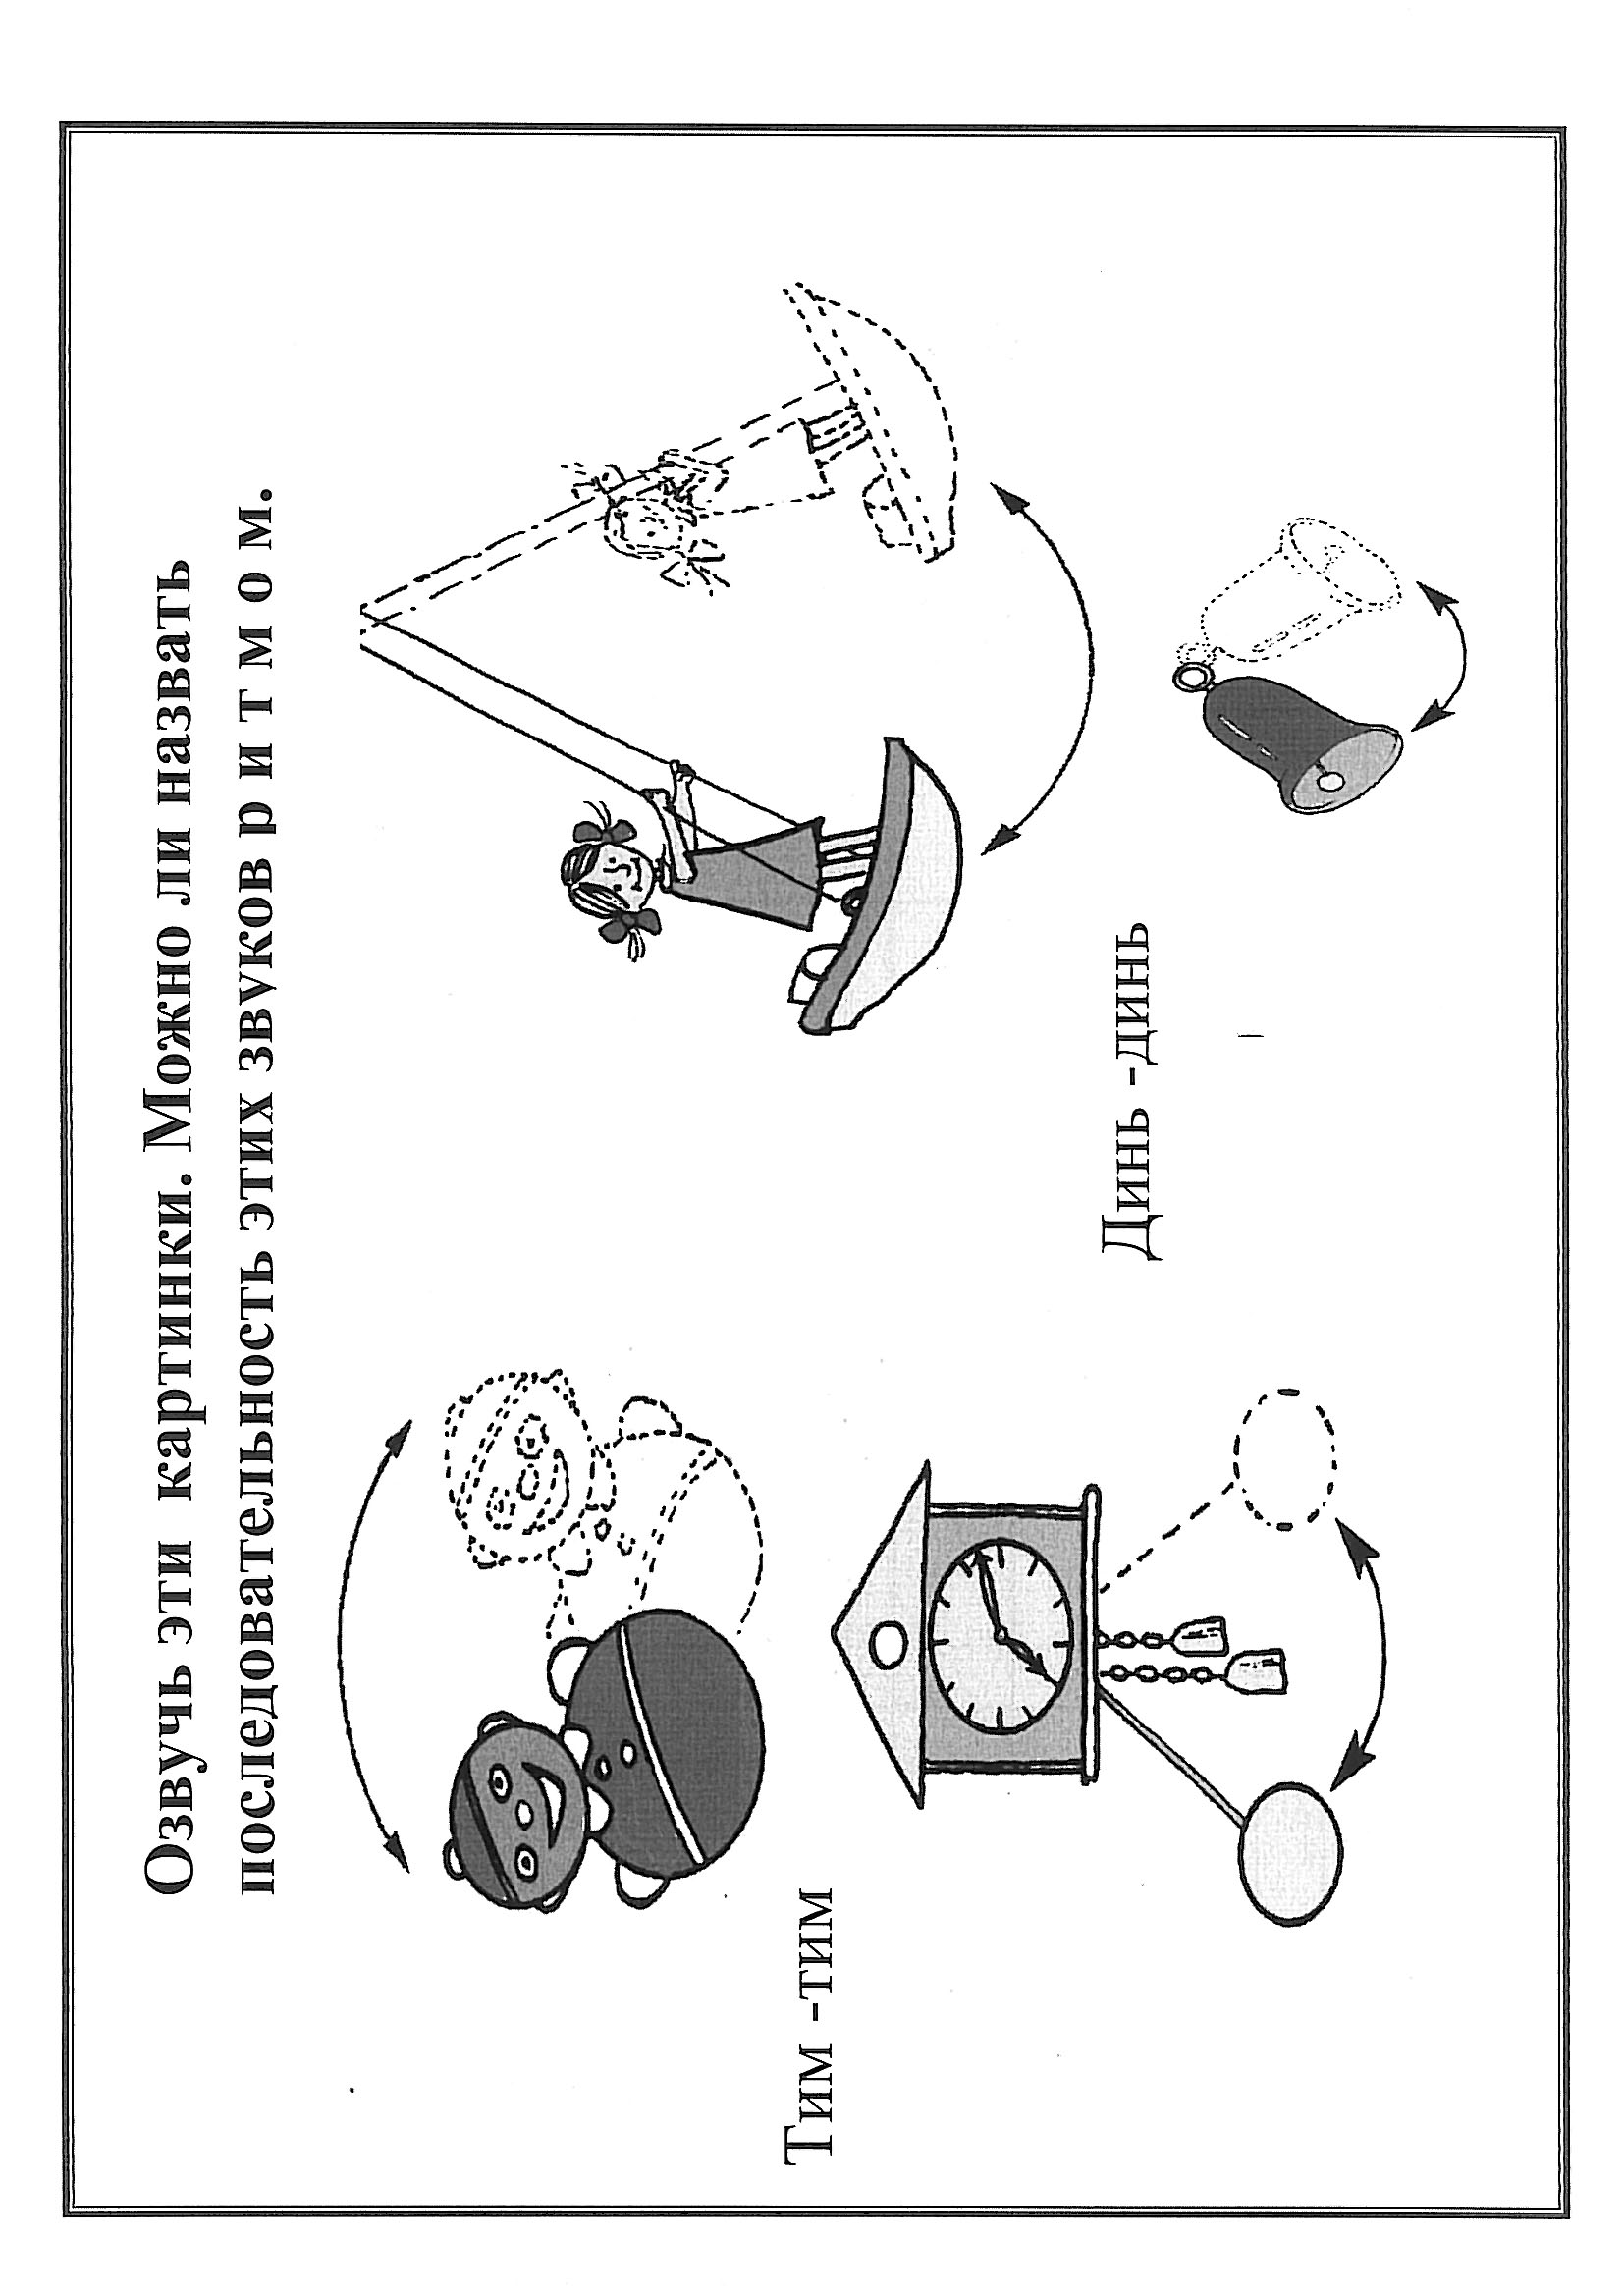 Озвучь эти картинки. Можно ли назвать
последовательность этих звуков р и т м о м.
Тим -тим
Динь -динь